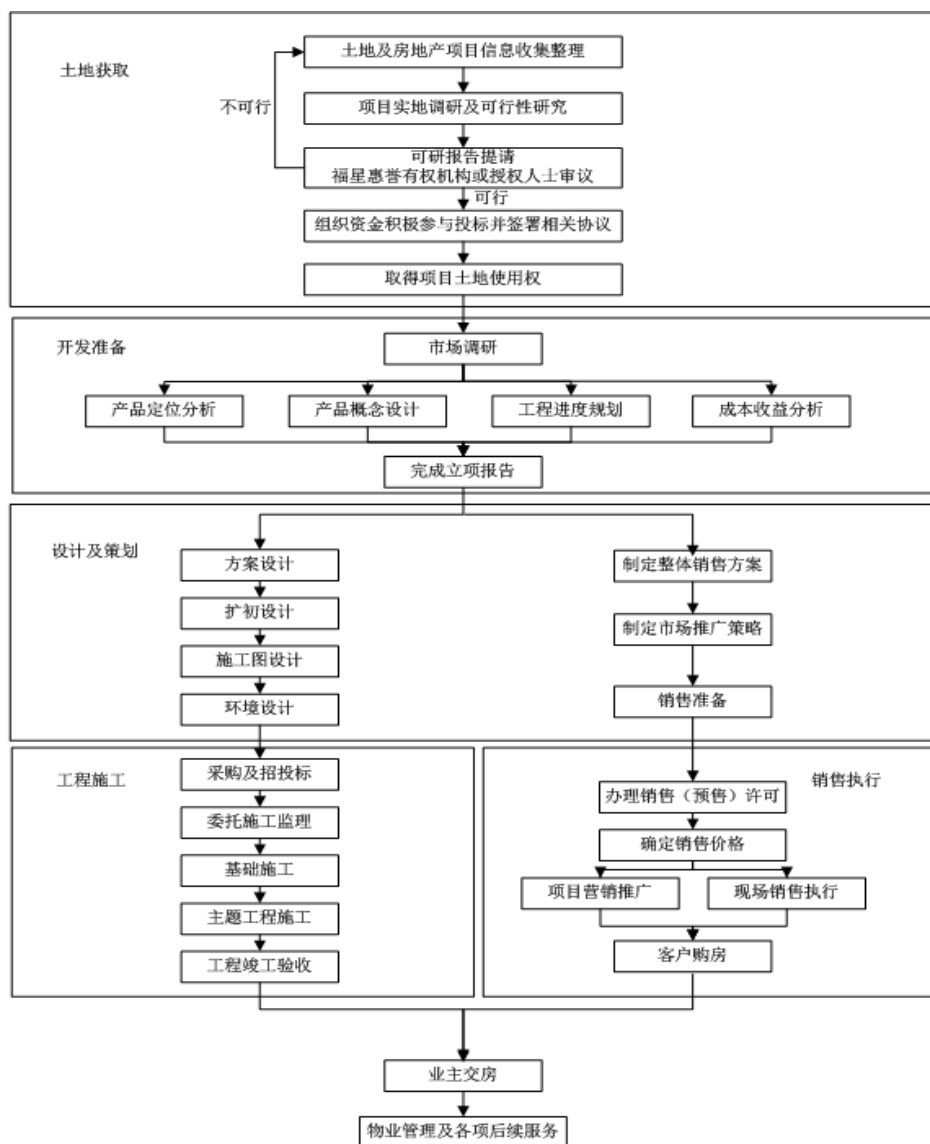 土地获取
土地及房地产项目信息收集整理
不可行
项目实地调研及可行性研究
可研报告提请
福星惠誉有权机构或授权人士审议
可行
组织资金积极参与投标并签署相关协议
取得项目土地使用权
开发准备
市场调研
产品定位分析
产品概念设计
工程进度规划
成本收益分析
完成立项报告
设计及策划
方案设计
扩初设计
施工图设计
环境设计
制定整体销售方案
制定市场推广策略
销售准备
工程施工
采购及招投标
委托施工监理
基础施工
主题工程施工
工程竣工验收
销售执行
办理销售（预售）许可
确定销售价格
项目营销推广
现场销售执行
客户购房
业主交房
物业管理及各项后续服务